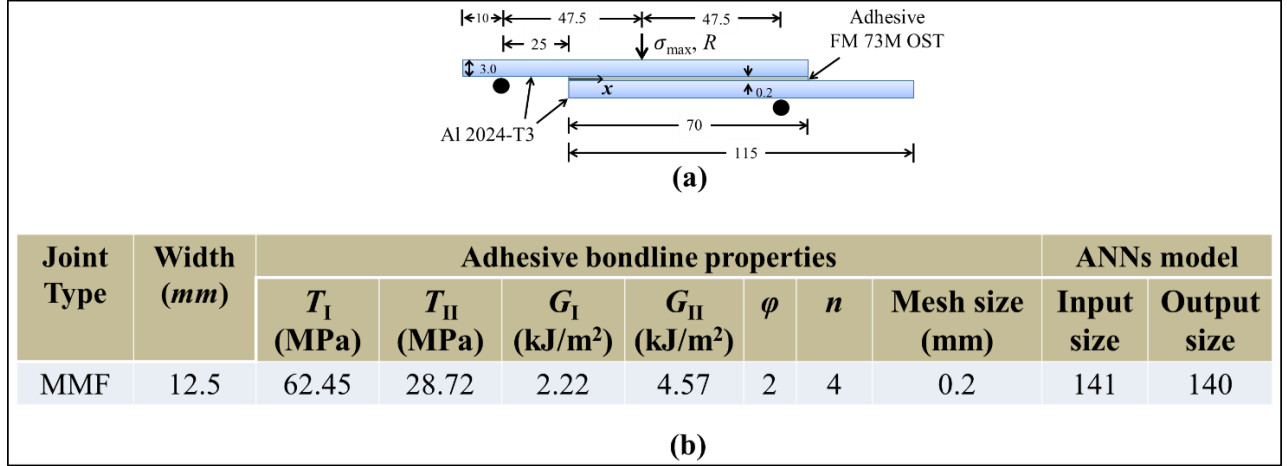 10
47.5
47.5
Adhesive
FM 73M OST
25
σmax, R
3.0
x
0.2
Al 2024-T3
70
115
(a)
Joint Type
Width (mm)
Adhesive bondline properties
ANNs model
TI (MPa)
TII (MPa)
GI (kJ/m²)
GII (kJ/m²)
φ
n
Mesh size (mm)
Input size
Output size
MMF 12.5 62.45 28.72 2.22 4.57 2 4 0.2 141 140
(b)